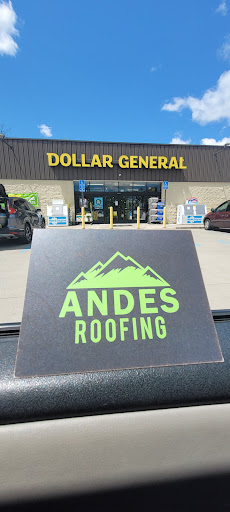 DOLLAR GENERAL
ANDES
ROOFING